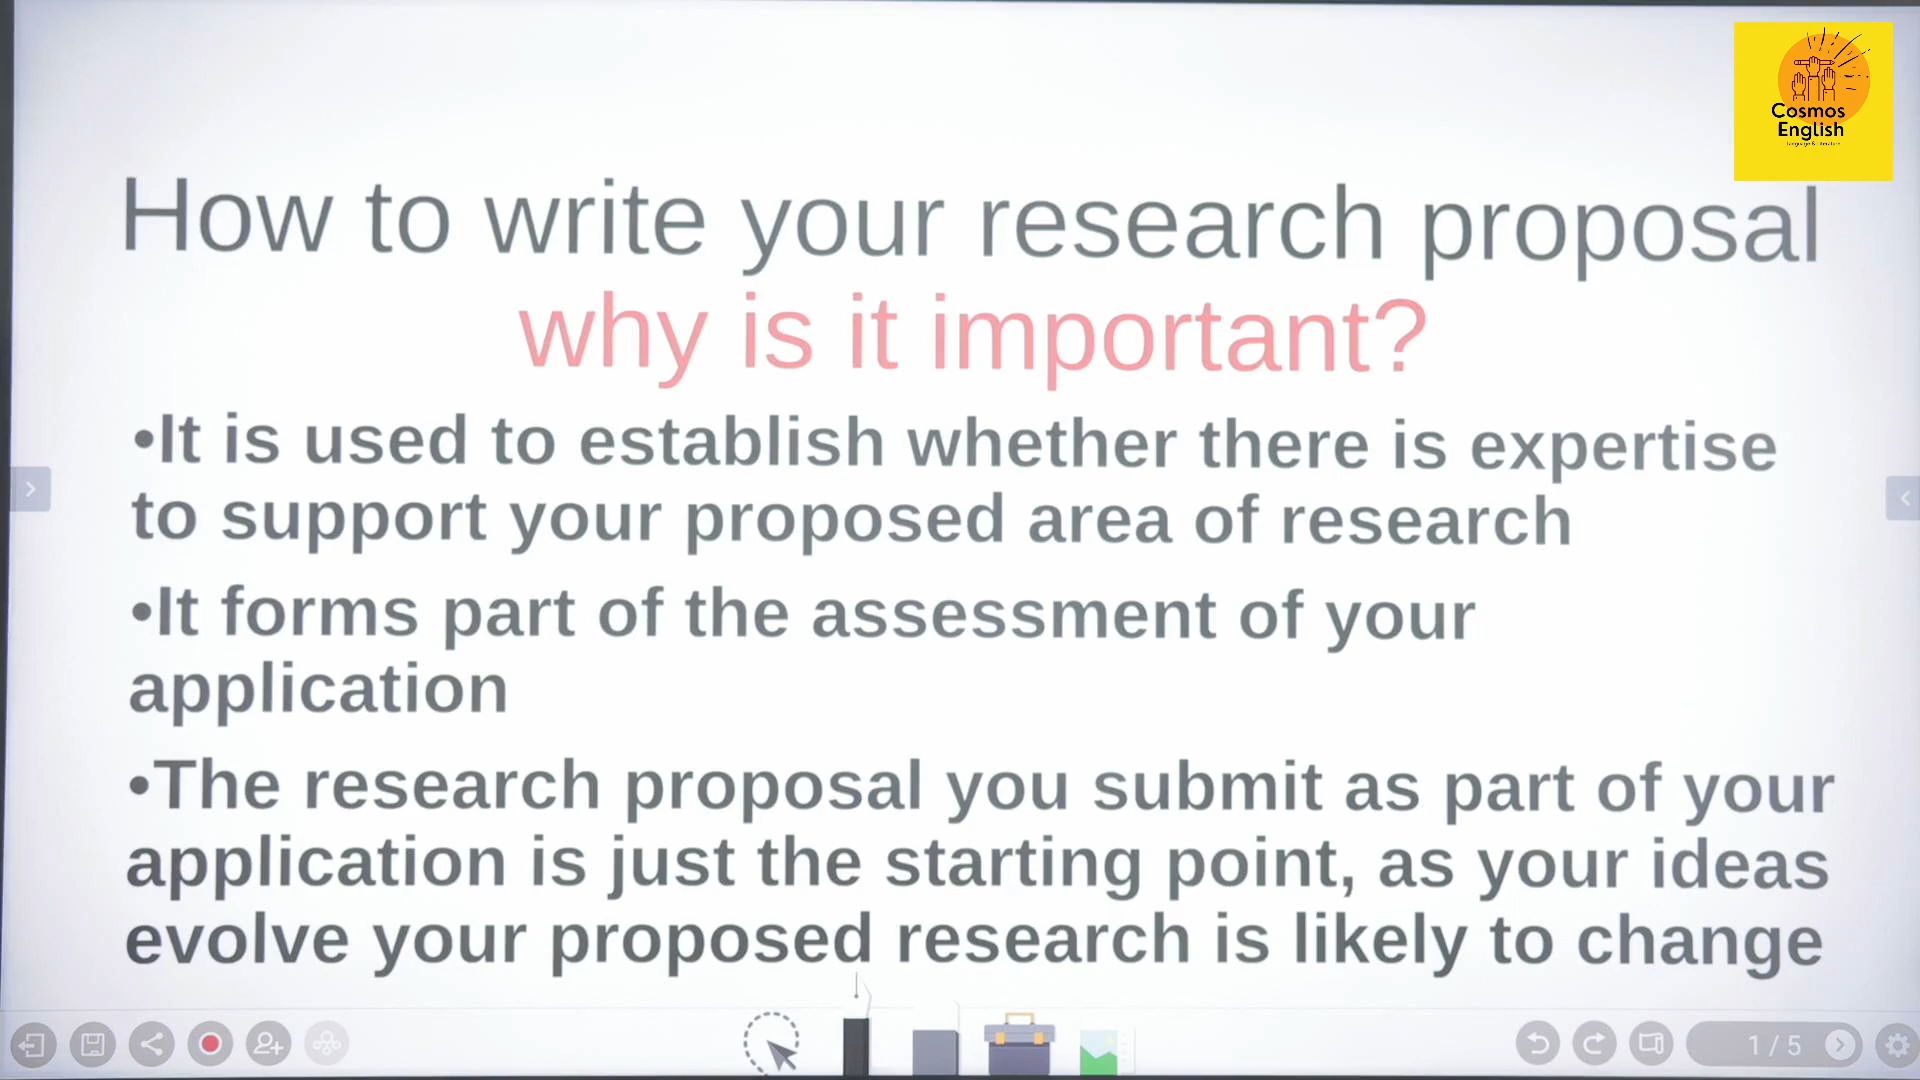 Cosmos
English
Language & Literature
How to write your research proposal
why is it important?
•It is used to establish whether there is expertise
to support your proposed area of research
•It forms part of the assessment of your
application
•The research proposal you submit as part of your
application is just the starting point, as your ideas
evolve your proposed research is likely to change
1 / 5